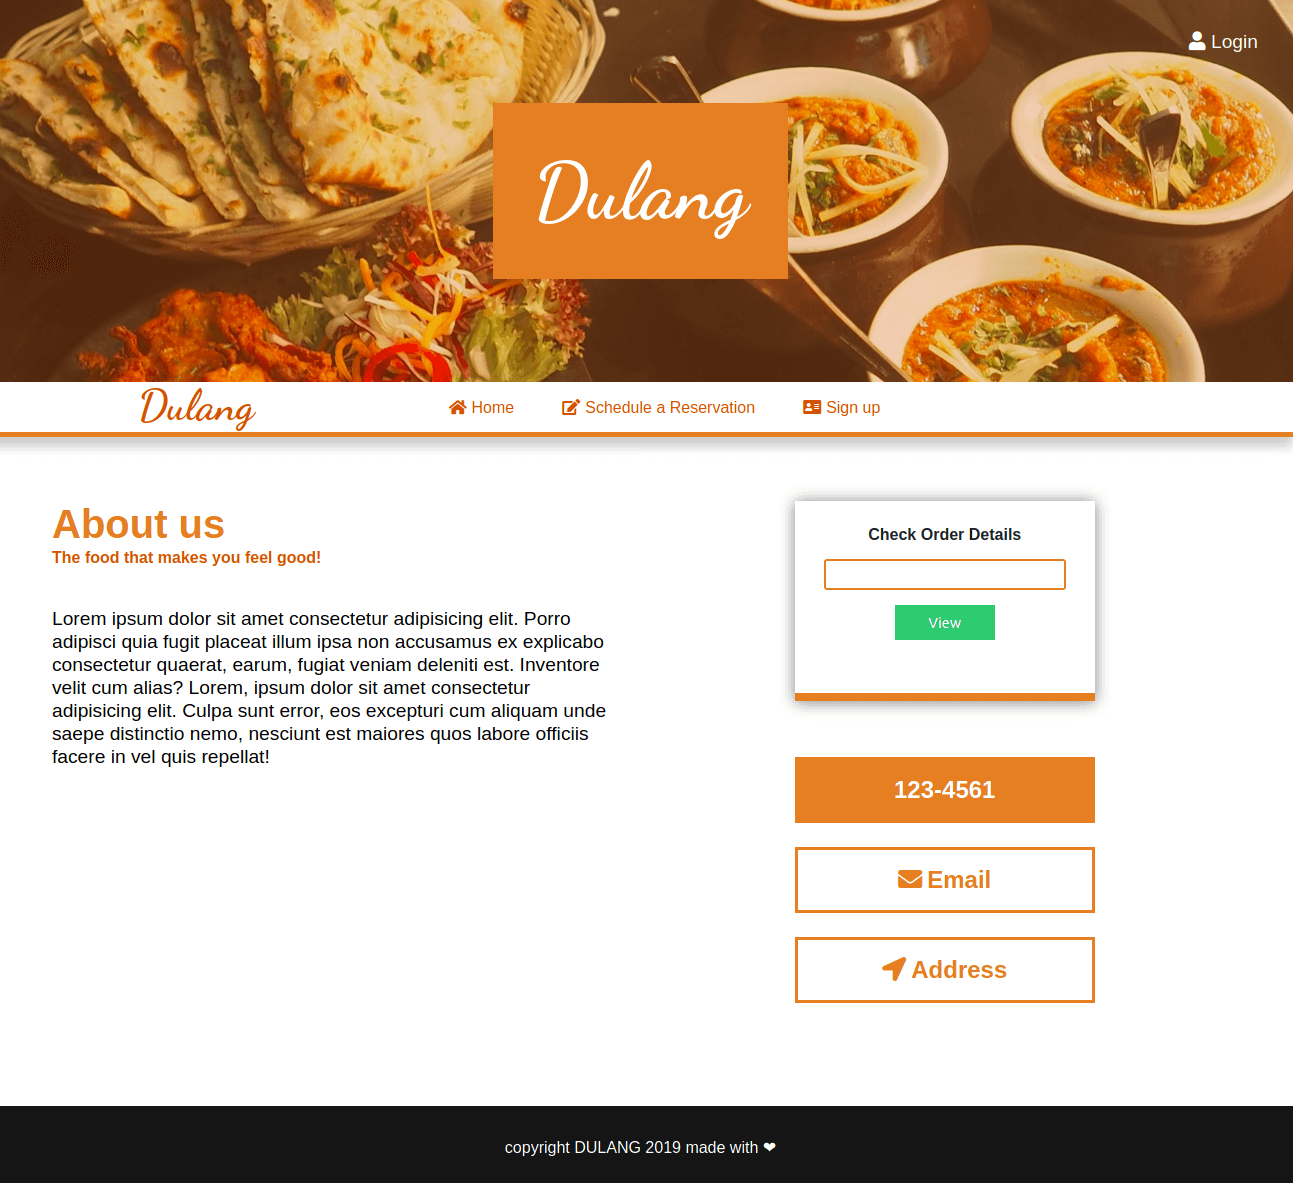 Login
Dulang
Dulang
Home
Schedule a Reservation
Sign up
About us
The food that makes you feel good!
Lorem ipsum dolor sit amet consectetur adipisicing elit. Porro
adipisci quia fugit placeat illum ipsa non accusamus ex explicabo
consectetur quaerat, earum, fugiat veniam deleniti est. Inventore
velit cum alias? Lorem, ipsum dolor sit amet consectetur
adipisicing elit. Culpa sunt error, eos excepturi cum aliquam unde
saepe distinctio nemo, nesciunt est maiores quos labore officiis
facere in vel quis repellat!
Check Order Details
View
123-4561
Email
Address
copyright DULANG 2019 made with ❤